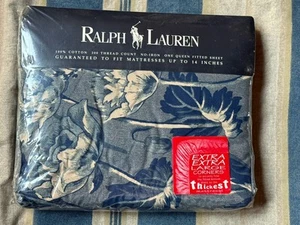 RALPH LAUREN
100% COTTON 200 THREAD COUNT NO-IRON ONE QUEEN FITTED SHEET
GUARANTEED TO FIT MATTRESSES UP TO 14 INCHES
EXTRA
EXTRA
LARGE
CORNERS
thickest